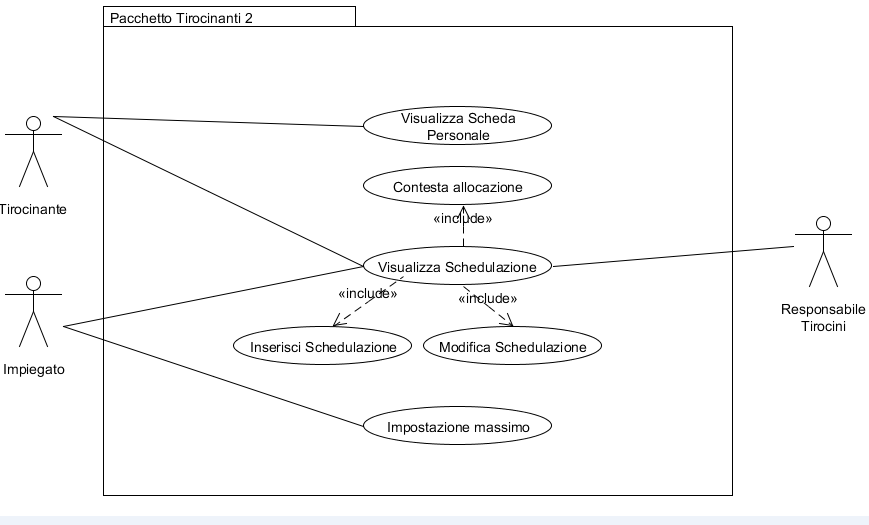 Pacchetto Tirocinanti 2
Visualizza Scheda
Personale
Tirocinante
Contesta allocazione
«include»
Visualizza Schedulazione
Responsabile
Tirocini
«include»
«include»
Inserisci Schedulazione
Modifica Schedulazione
Impiegato
Impostazione massimo